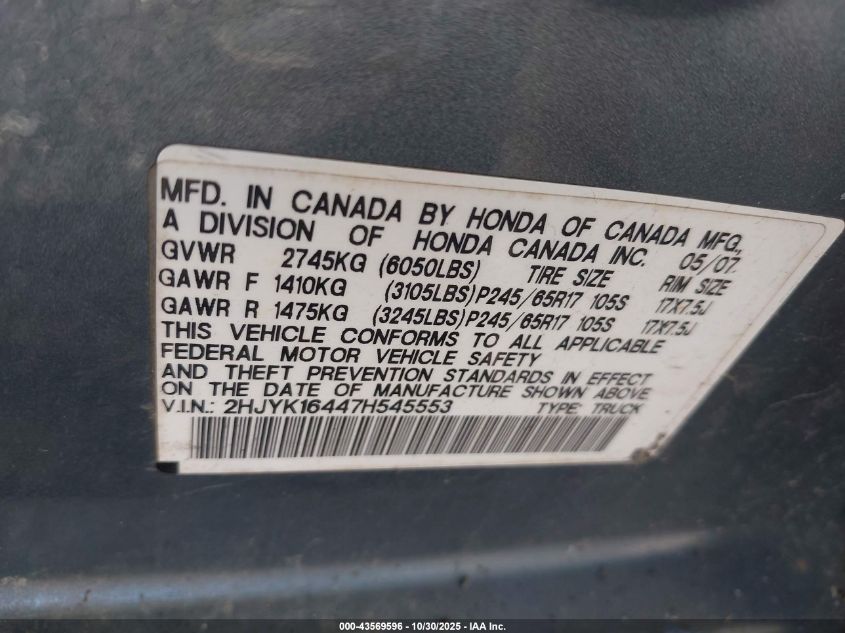 MFD. IN CANADA BY HONDA OF CANADA MFG,
A DIVISION OF HONDA CANADA INC. 05/07
GVWR 2745KG (6050LBS) TIRE SIZE RIM SIZE
GAWR F 1410KG (3105LBS) P245/65R17 105S 17X7.5J
GAWR R 1475KG (3245LBS) P245/65R17 105S 17X7.5J
THIS VEHICLE CONFORMS TO ALL APPLICABLE
FEDERAL MOTOR VEHICLE SAFETY
AND THEFT PREVENTION STANDARDS IN EFFECT
ON THE DATE OF MANUFACTURE SHOWN ABOVE
V.I.N.: 2HJYK16447H545553 TYPE: TRUCK
000-43569596 - 10/30/2025 - IAA Inc.